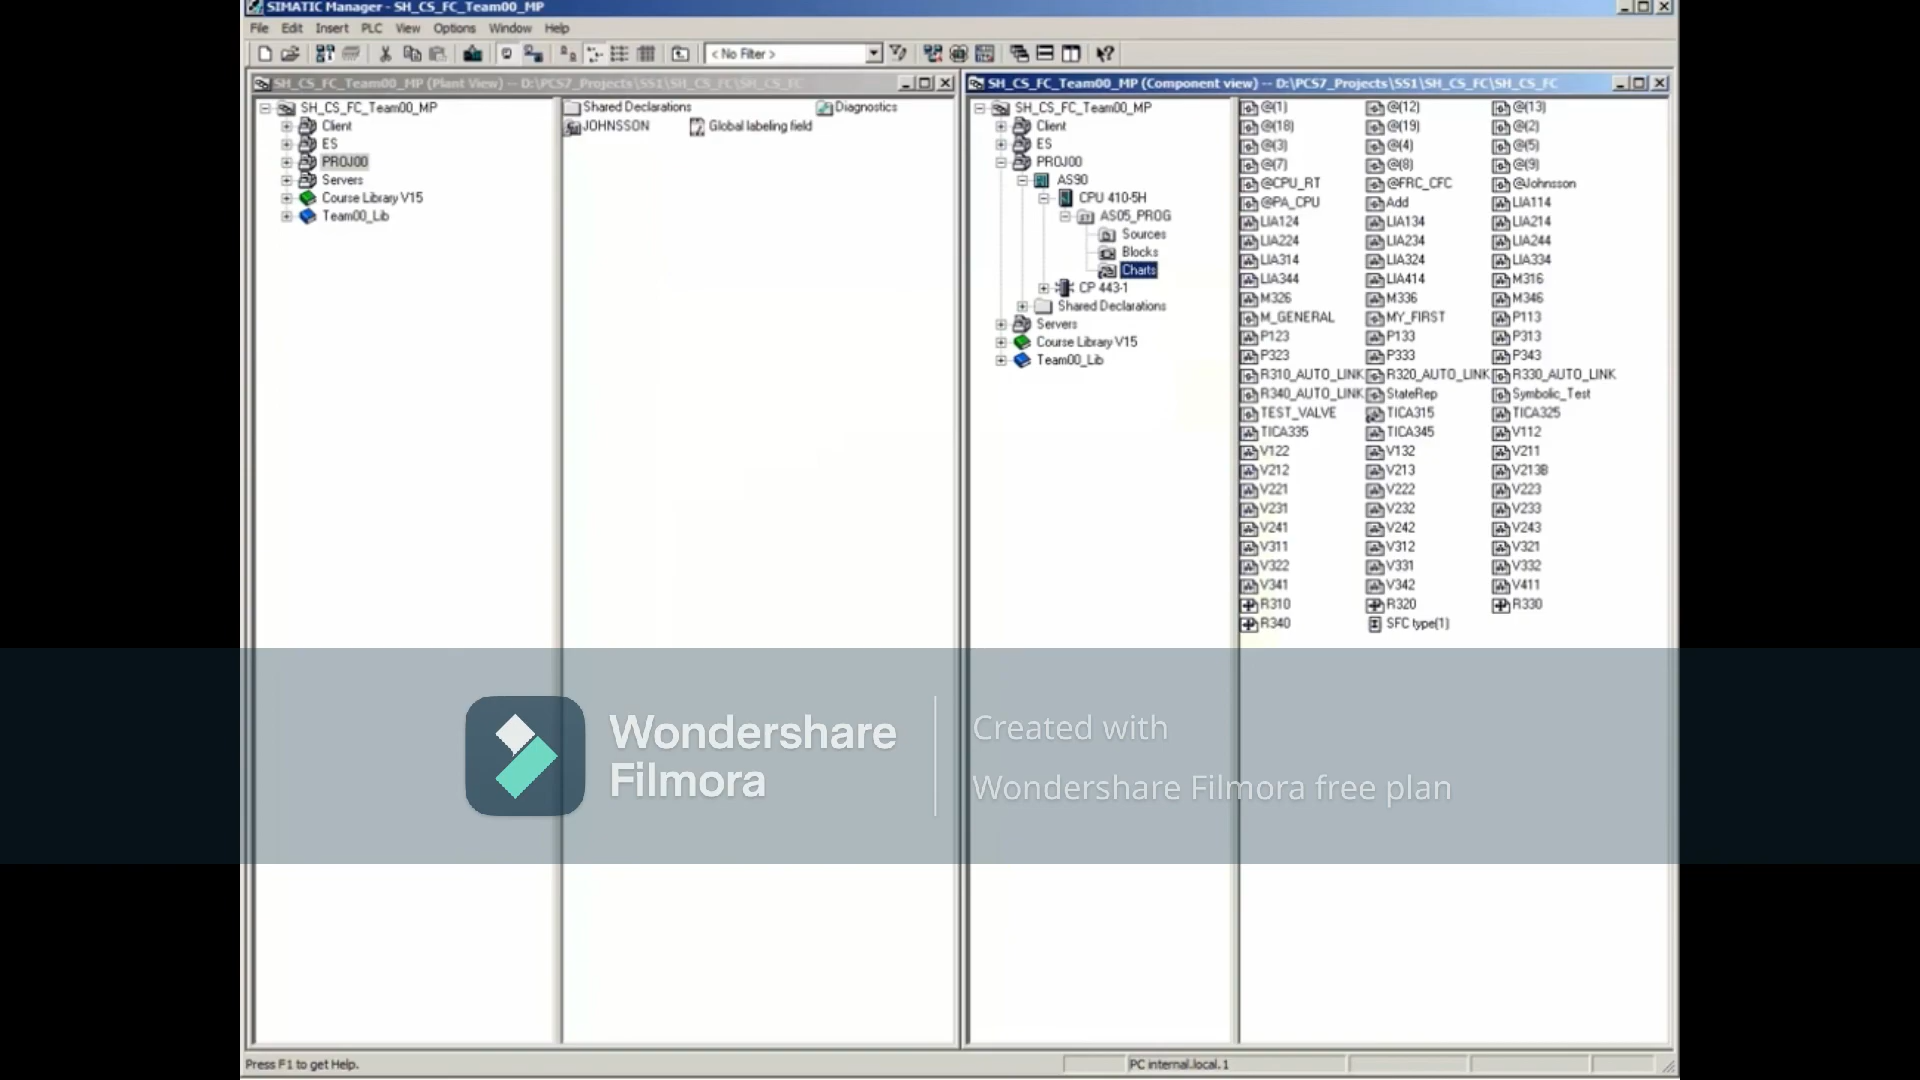 SIMATIC Manager - SH_CS_FC_Team00_MP
File Edit Insert PLC View Options Window Help
< No Filter >
SH_CS_FC_Team00_MP (Plant View) -- D:\PCS7_Projects\SS1\SH_CS_FC\SH_CS_FC
SH_CS_FC_Team00_MP
Client
ES
PROJ00
Servers
Course Library V15
Team00_Lib
Shared Declarations Diagnostics
JOHNSSON Global labeling field
SH_CS_FC_Team00_MP (Component view) -- D:\PCS7_Projects\SS1\SH_CS_FC\SH_CS_FC
SH_CS_FC_Team00_MP
Client
ES
PROJ00
AS90
CPU 410-5H
AS05_PROG
Sources
Blocks
Charts
CP 443-1
Shared Declarations
Servers
Course Library V15
Team00_Lib
@(1) @(12) @(13)
@(18) @(19) @(2)
@(3) @(4) @(5)
@(7) @(8) @(9)
@CPU_RT @FRC_CFC @Johnsson
@PA_CPU Add LIA114
LIA124 LIA134 LIA214
LIA224 LIA234 LIA244
LIA314 LIA324 LIA334
LIA344 LIA414 M316
M326 M336 M346
M_GENERAL MY_FIRST P113
P123 P133 P313
P323 P333 P343
R310_AUTO_LINK R320_AUTO_LINK R330_AUTO_LINK
R340_AUTO_LINK StateRep Symbolic_Test
TEST_VALVE TICA315 TICA325
TICA335 TICA345 V112
V122 V132 V211
V212 V213 V213B
V221 V222 V223
V231 V232 V233
V241 V242 V243
V311 V312 V321
V322 V331 V332
V341 V342 V411
R310 R320 R330
R340 SFC type(1)
Wondershare
Filmora
Created with
Wondershare Filmora free plan
Press F1 to get Help.
PC internal.local.1